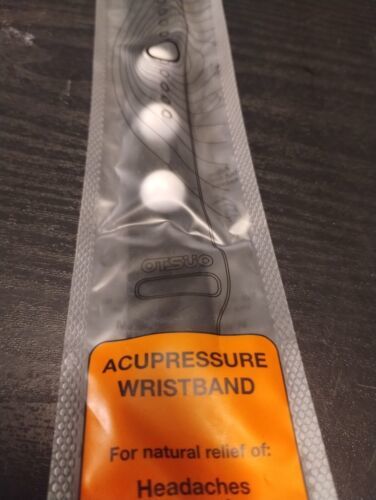 OTSUO
ACUPRESSURE
WRISTBAND
For natural relief of:
Headaches